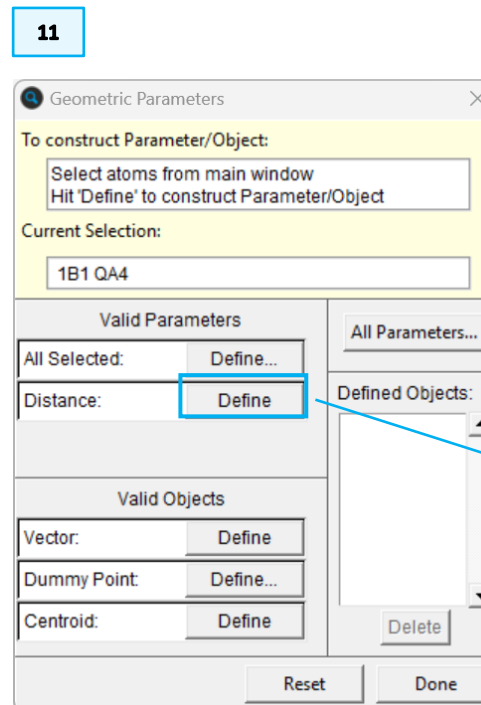 11
Geometric Parameters
To construct Parameter/Object:
Select atoms from main window
Hit 'Define' to construct Parameter/Object
Current Selection:
1B1 QA4
Valid Parameters
All Parameters...
All Selected: Define...
Distance: Define
Defined Objects:
Valid Objects
Vector: Define
Dummy Point: Define...
Centroid: Define
Delete
Reset Done